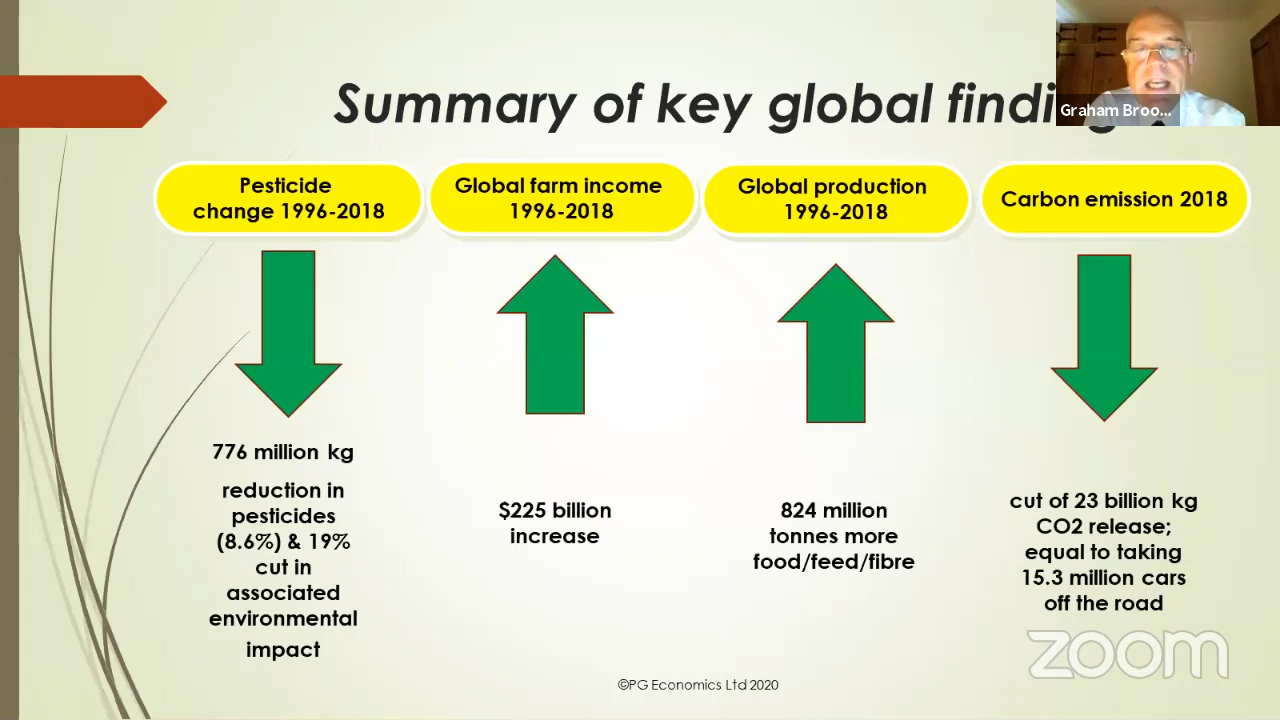 Summary of key global findings
Graham Broo...
Pesticide
change 1996-2018
Global farm income
1996-2018
Global production
1996-2018
Carbon emission 2018
776 million kg
reduction in
pesticides
(8.6%) & 19%
cut in
associated
environmental
impact
$225 billion
increase
824 million
tonnes more
food/feed/fibre
cut of 23 billion kg
CO2 release;
equal to taking
15.3 million cars
off the road
zoom
©PG Economics Ltd 2020